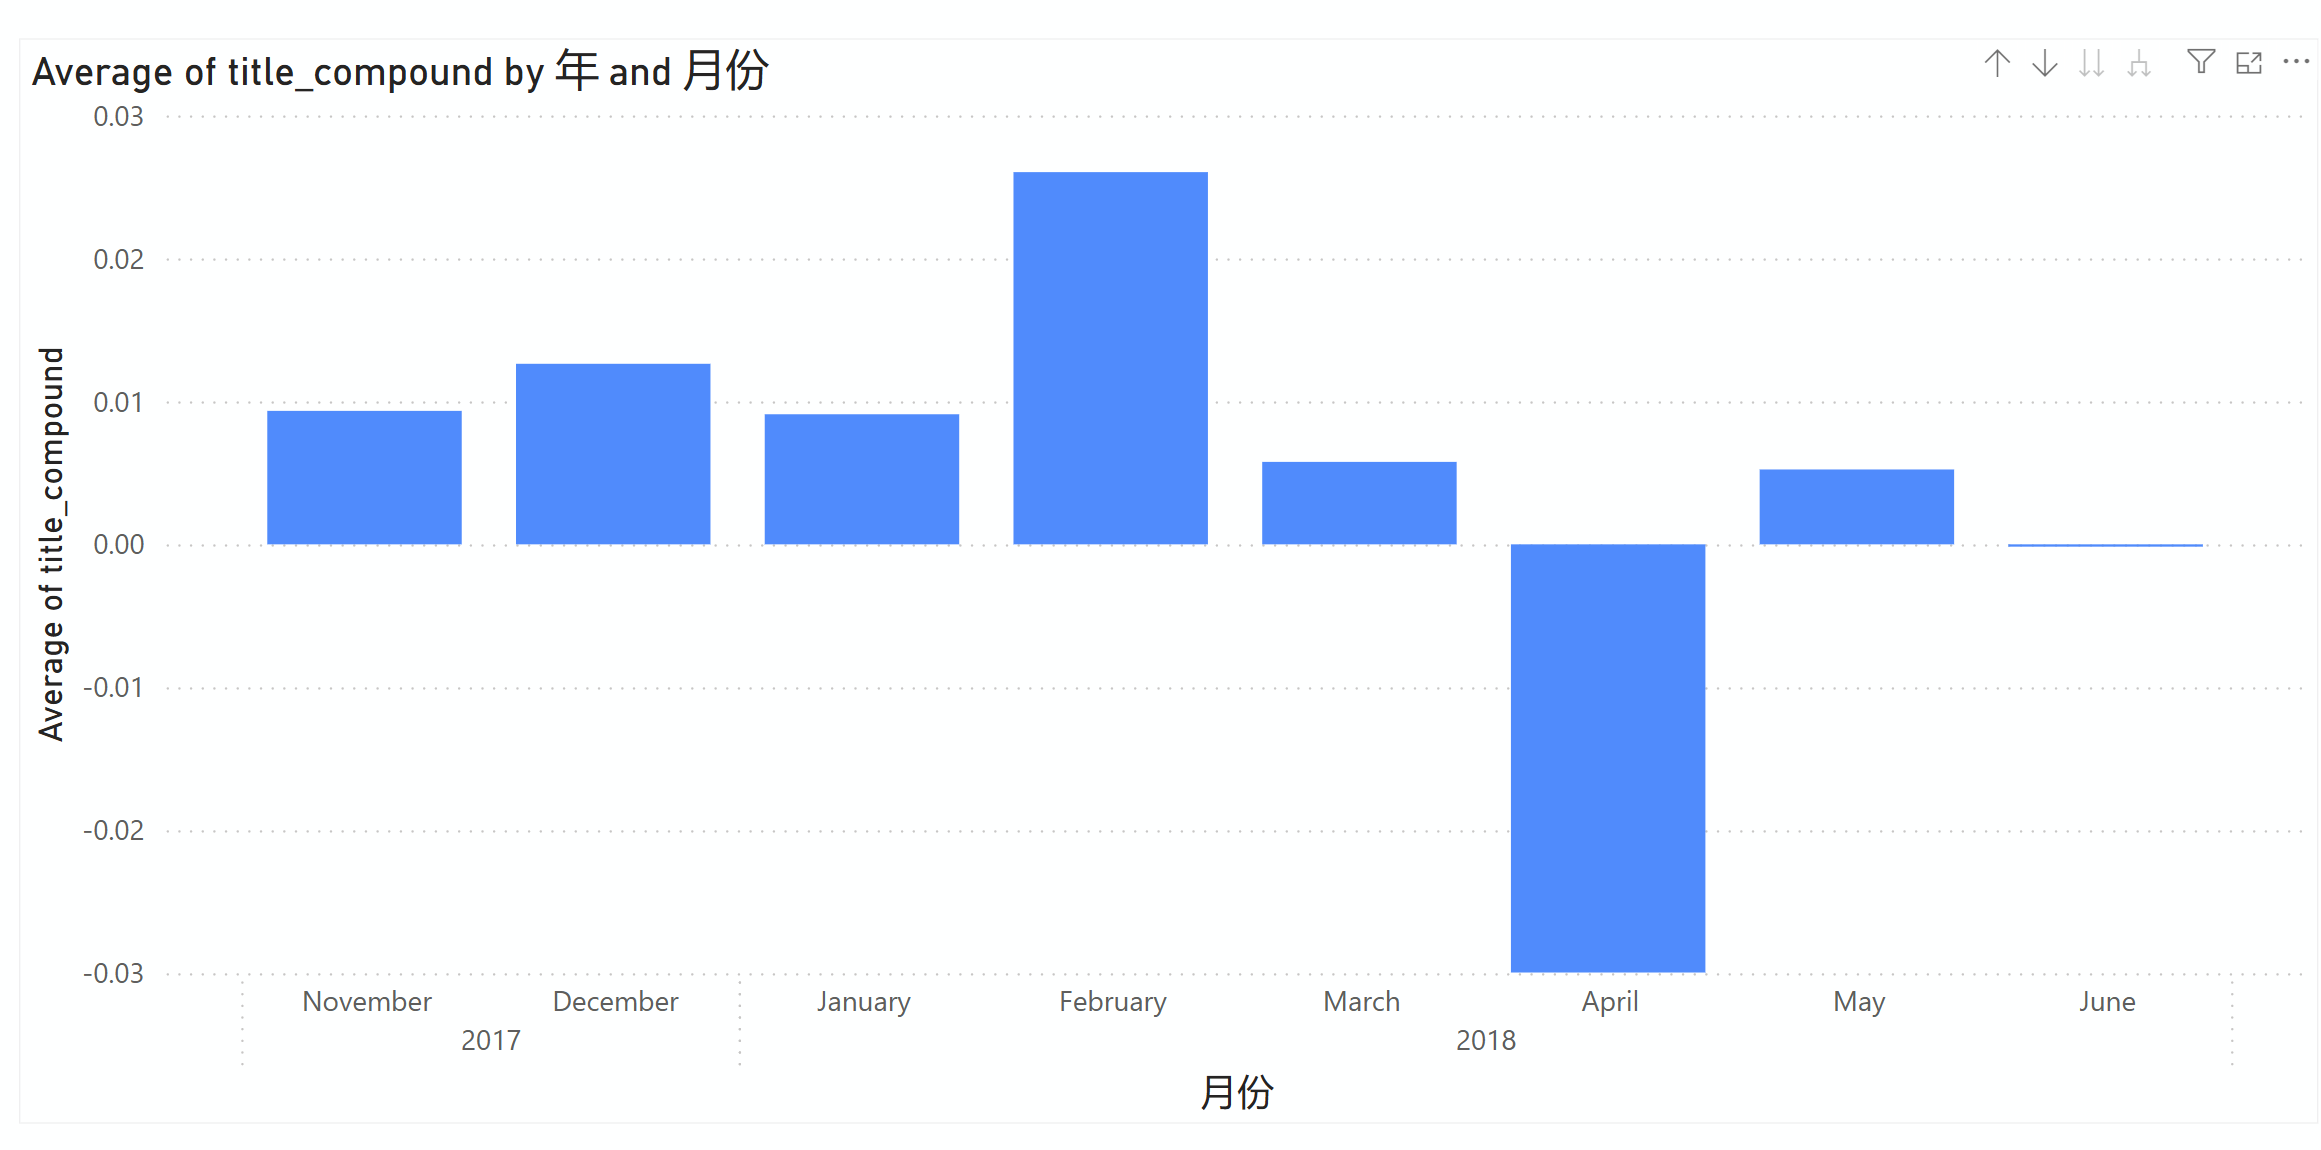 Average of title_compound by 年 and 月份
0.03
0.02
0.01
0.00
-0.01
-0.02
-0.03
Average of title_compound
November December January February March April May June
2017 2018
月份